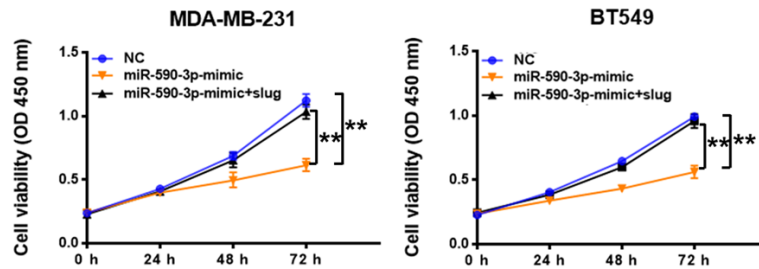 MDA-MB-231
Cell viability (OD 450 nm)
1.5
1.0
0.5
0.0
NC
miR-590-3p-mimic
miR-590-3p-mimic+slug
**
**
0 h 24 h 48 h 72 h
BT549
Cell viability (OD 450 nm)
1.5
1.0
0.5
0.0
NC
miR-590-3p-mimic
miR-590-3p-mimic+slug
**
**
0 h 24 h 48 h 72 h